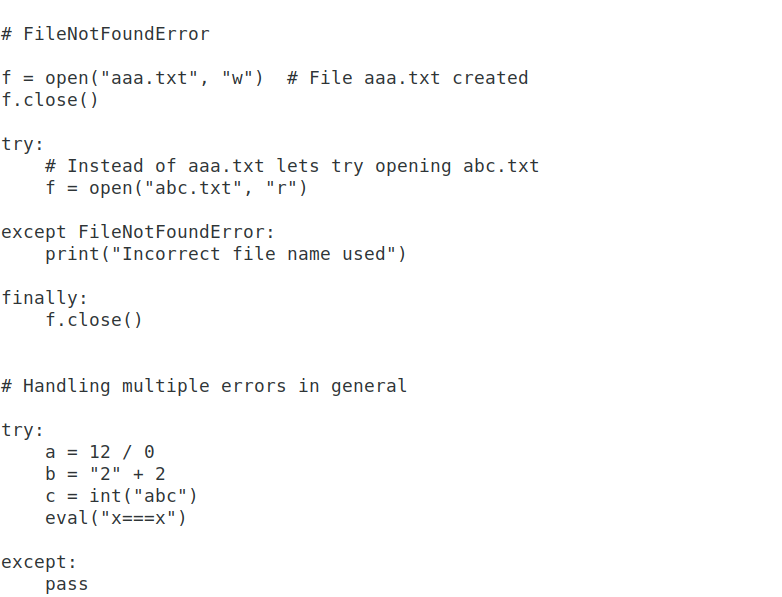 # FileNotFoundError
f = open("aaa.txt", "w")  # File aaa.txt created
f.close()
try:
    # Instead of aaa.txt lets try opening abc.txt
    f = open("abc.txt", "r")
except FileNotFoundError:
    print("Incorrect file name used")
finally:
    f.close()
# Handling multiple errors in general
try:
    a = 12 / 0
    b = "2" + 2
    c = int("abc")
    eval("x===x")
except:
    pass